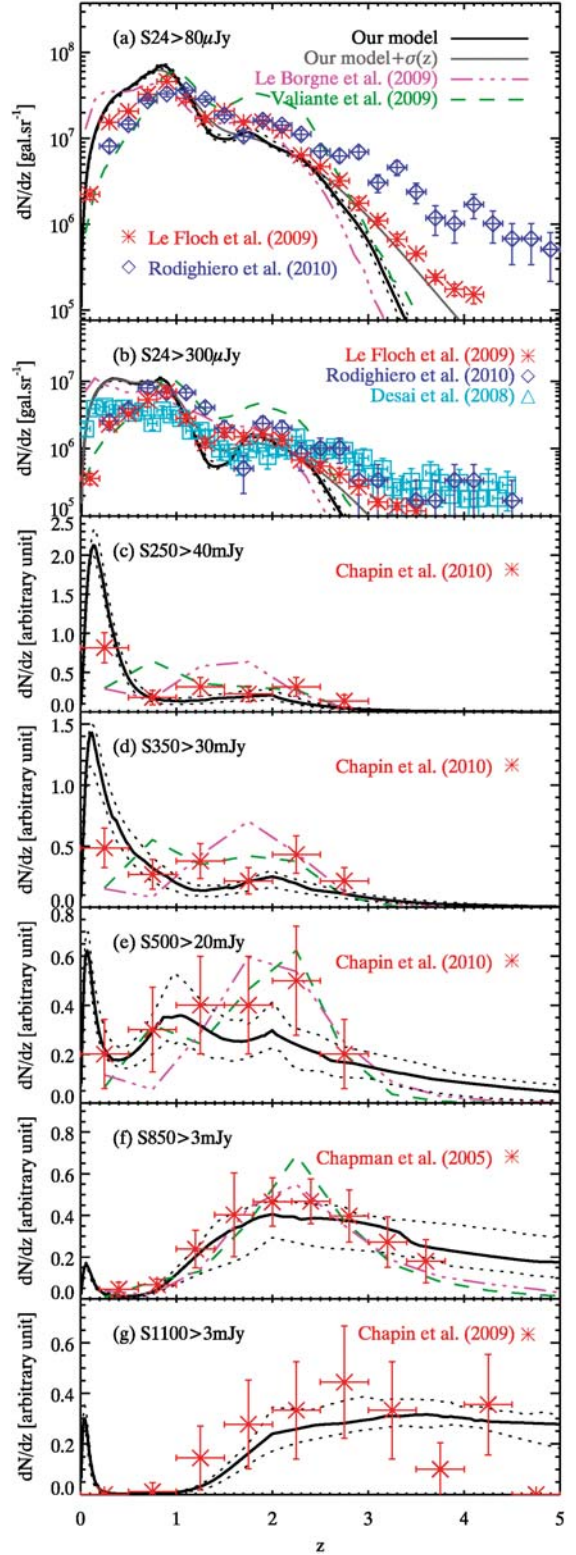 (a) S24>80μJy
Our model
Our model+σ(z)
Le Borgne et al. (2009)
Valiante et al. (2009)
Le Floch et al. (2009)
Rodighiero et al. (2010)
dN/dz [gal.sr⁻¹]
10⁸
10⁷
10⁶
10⁵
(b) S24>300μJy
Le Floch et al. (2009)
Rodighiero et al. (2010)
Desai et al. (2008)
dN/dz [gal.sr⁻¹]
10⁷
10⁶
10⁵
(c) S250>40mJy
Chapin et al. (2010)
dN/dz [arbitrary unit]
2.5
2.0
1.5
1.0
0.5
0.0
(d) S350>30mJy
Chapin et al. (2010)
dN/dz [arbitrary unit]
1.5
1.0
0.5
0.0
(e) S500>20mJy
Chapin et al. (2010)
dN/dz [arbitrary unit]
0.8
0.6
0.4
0.2
0.0
(f) S850>3mJy
Chapman et al. (2005)
dN/dz [arbitrary unit]
0.8
0.6
0.4
0.2
0.0
(g) S1100>3mJy
Chapin et al. (2009)
dN/dz [arbitrary unit]
0.6
0.4
0.2
0.0
0 1 2 3 4 5
z